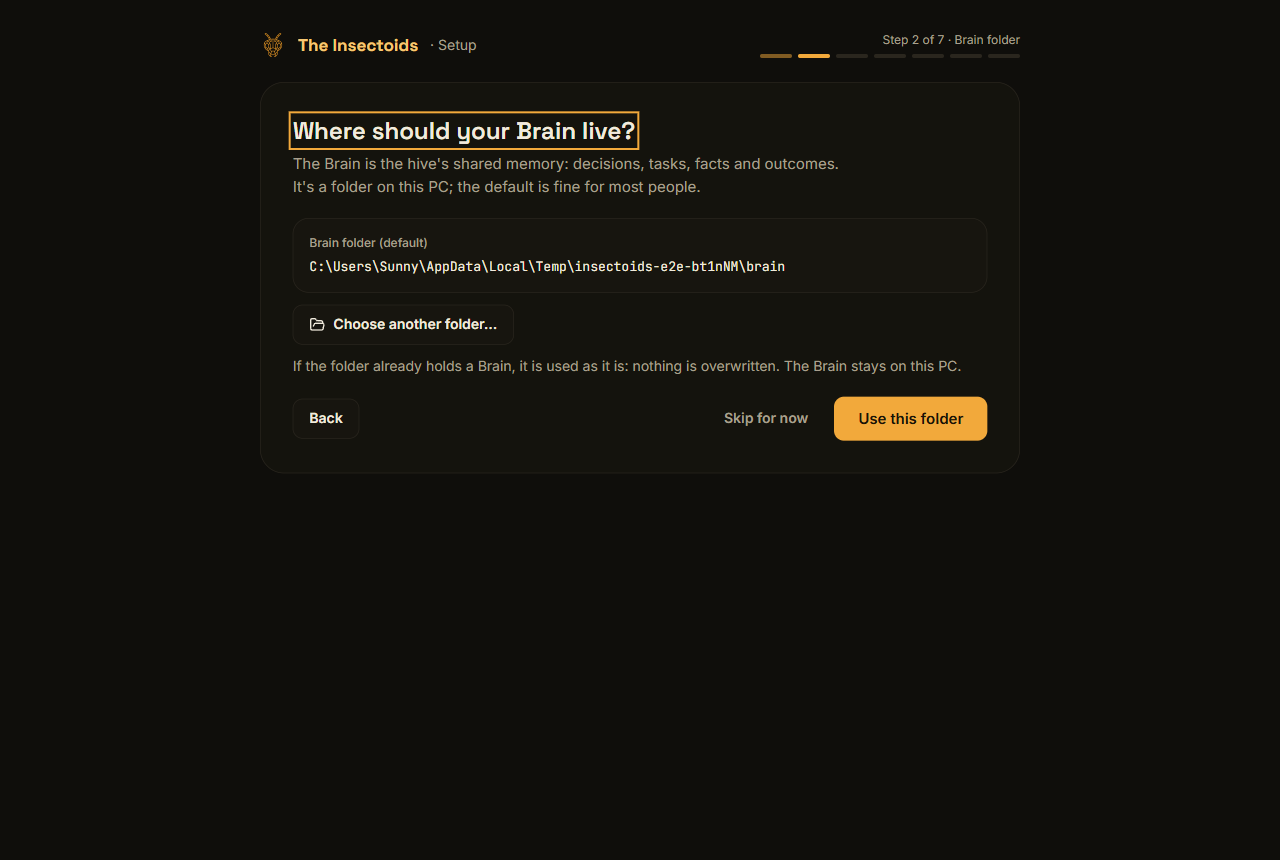 The Insectoids · Setup
Step 2 of 7 · Brain folder
Where should your Brain live?
The Brain is the hive's shared memory: decisions, tasks, facts and outcomes.
It's a folder on this PC; the default is fine for most people.
Brain folder (default)
C:\Users\Sunny\AppData\Local\Temp\insectoids-e2e-bt1nNM\brain
Choose another folder...
If the folder already holds a Brain, it is used as it is: nothing is overwritten. The Brain stays on this PC.
Back
Skip for now
Use this folder